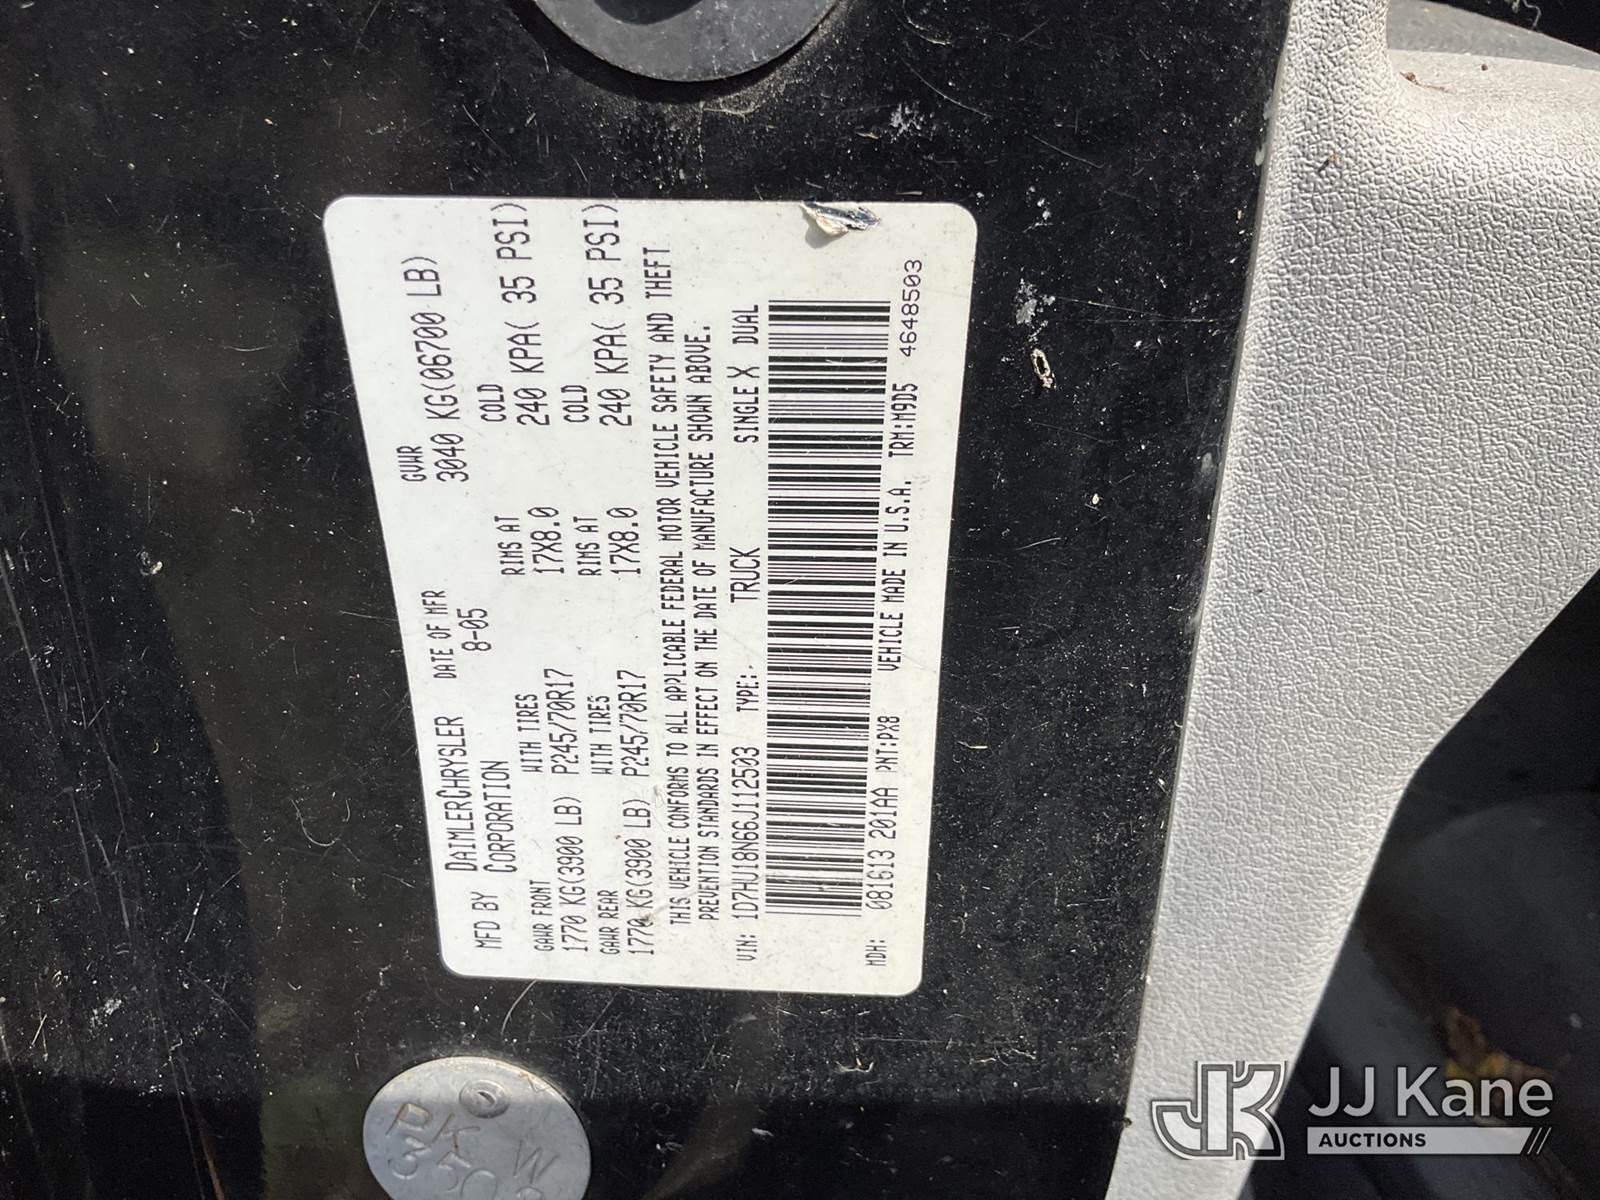 MFD BY DAIMLERCHRYSLER CORPORATION
DATE OF MFR
8-05
GVWR
3040 KG(06700 LB)
GAWR FRONT WITH TIRES RIMS AT COLD
1770 KG(3900 LB) P245/70R17 17X8.0 240 KPA( 35 PSI)
GAWR REAR WITH TIRES RIMS AT COLD
1770 KG(3900 LB) P245/70R17 17X8.0 240 KPA( 35 PSI)
THIS VEHICLE CONFORMS TO ALL APPLICABLE FEDERAL MOTOR VEHICLE SAFETY AND THEFT
PREVENTION STANDARDS IN EFFECT ON THE DATE OF MANUFACTURE SHOWN ABOVE.
VIN: 1D7HU18N66J112503 TYPE: TRUCK SINGLE X DUAL
MDH: 081613 201AA PNT:PX8 VEHICLE MADE IN U.S.A. TRM:M9D5 4648503
PK W
350
JJ Kane
AUCTIONS